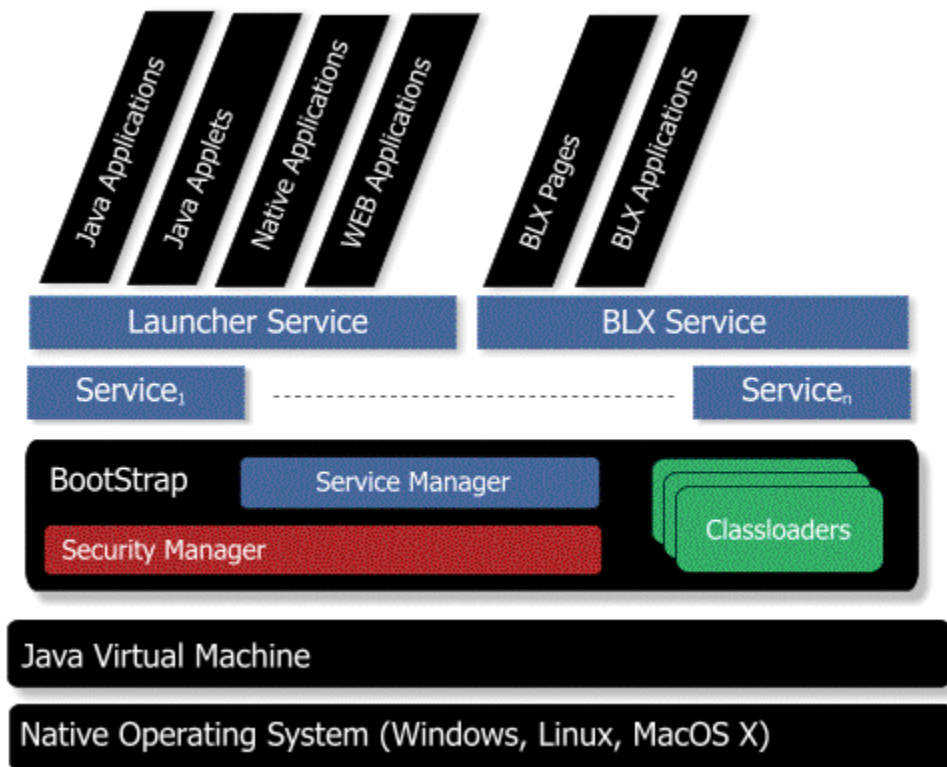 Java Applications
Java Applets
Native Applications
WEB Applications
BLX Pages
BLX Applications
Launcher Service
BLX Service
Service1
Servicen
BootStrap
Service Manager
Security Manager
Classloaders
Java Virtual Machine
Native Operating System (Windows, Linux, MacOS X)